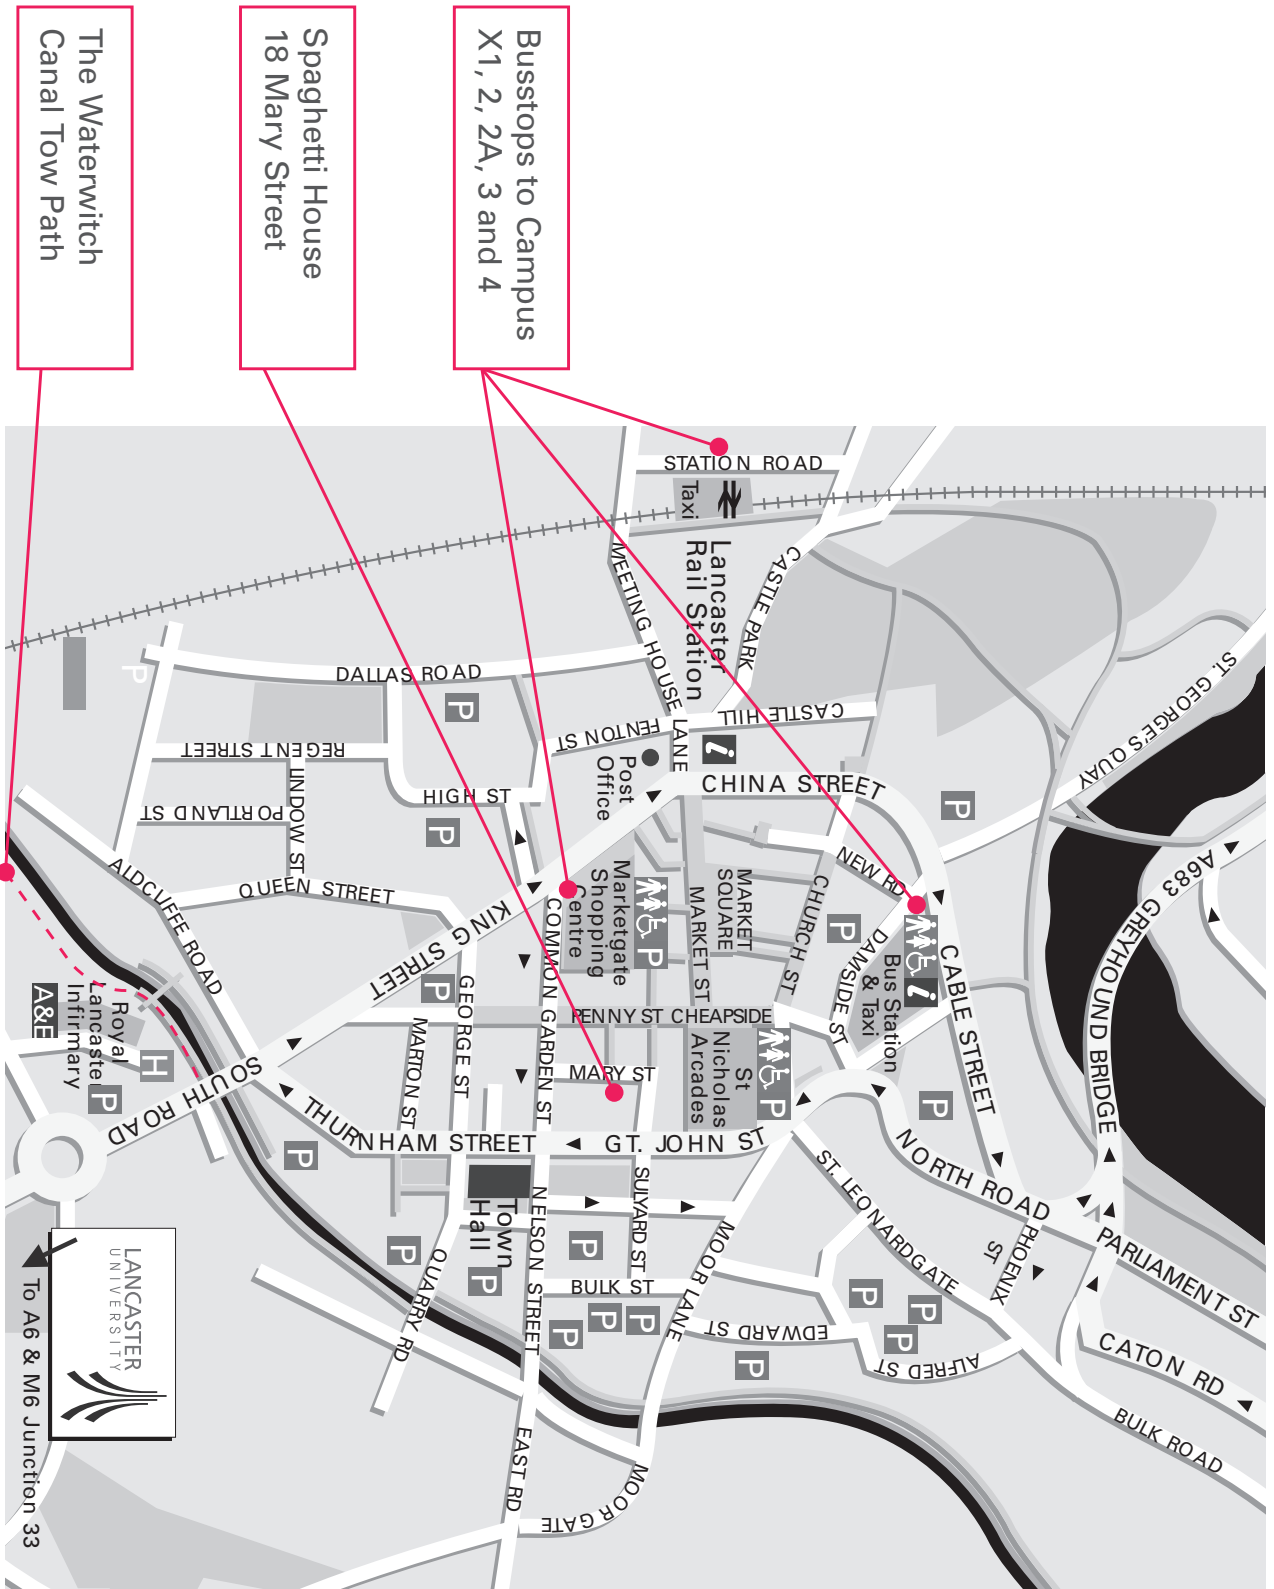 Busstops to Campus
X1, 2, 2A, 3 and 4
Spaghetti House
18 Mary Street
The Waterwitch
Canal Tow Path
STATION ROAD
Taxi
Lancaster
Rail Station
MEETING HOUSE LANE
CASTLE PARK
CASTLE HILL
ST. GEORGE'S QUAY
DALLAS ROAD
P
P
FENTON ST
i
Post
Office
CHINA STREET
REGENT STREET
LINDOW ST
PORTLAND ST
HIGH ST
P
P
QUEEN STREET
ALDCLIFFE ROAD
KING STREET
Marketgate
Shopping
Centre
P
MARKET
SQUARE
MARKET ST
CHURCH ST
NEW RD
P
DAMSIDE ST
i
Bus Station
& Taxi
CABLE STREET
A683 GREYHOUND BRIDGE
COMMON GARDEN ST
GEORGE ST
P
MARTON ST
PENNY ST
CHEAPSIDE
MARY ST
St
Nicholas
Arcades
P
P
A&E
Royal
Lancaster
Infirmary
H
P
SOUTH ROAD
THURNHAM STREET
GT. JOHN ST
P
NORTH ROAD
ST. LEONARDGATE
PHOENIX ST
PARLIAMENT ST
CATON RD
BULK ROAD
Town
Hall
P
P
QUARRY RD
NELSON STREET
SULYARD ST
P
BULK ST
P
P
P
MOOR LANE
EDWARD ST
P
P
P
P
ALFRED ST
EAST RD
MOORGATE
LANCASTER
UNIVERSITY
To A6 & M6 Junction 33